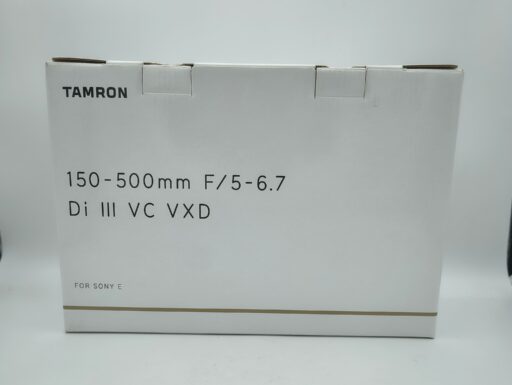 TAMRON
150-500mm F/5-6.7
Di III VC VXD
FOR SONY E